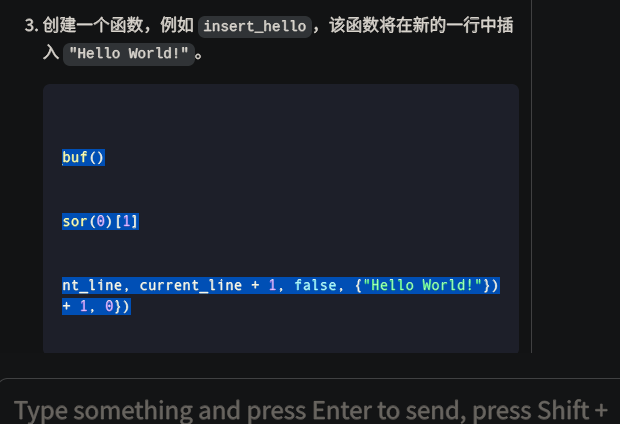 3. 创建一个函数，例如 insert_hello，该函数将在新的一行中插
入 "Hello World!"。
buf()
sor(0)[1]
nt_line, current_line + 1, false, {"Hello World!"})
+ 1, 0})
Type something and press Enter to send, press Shift +